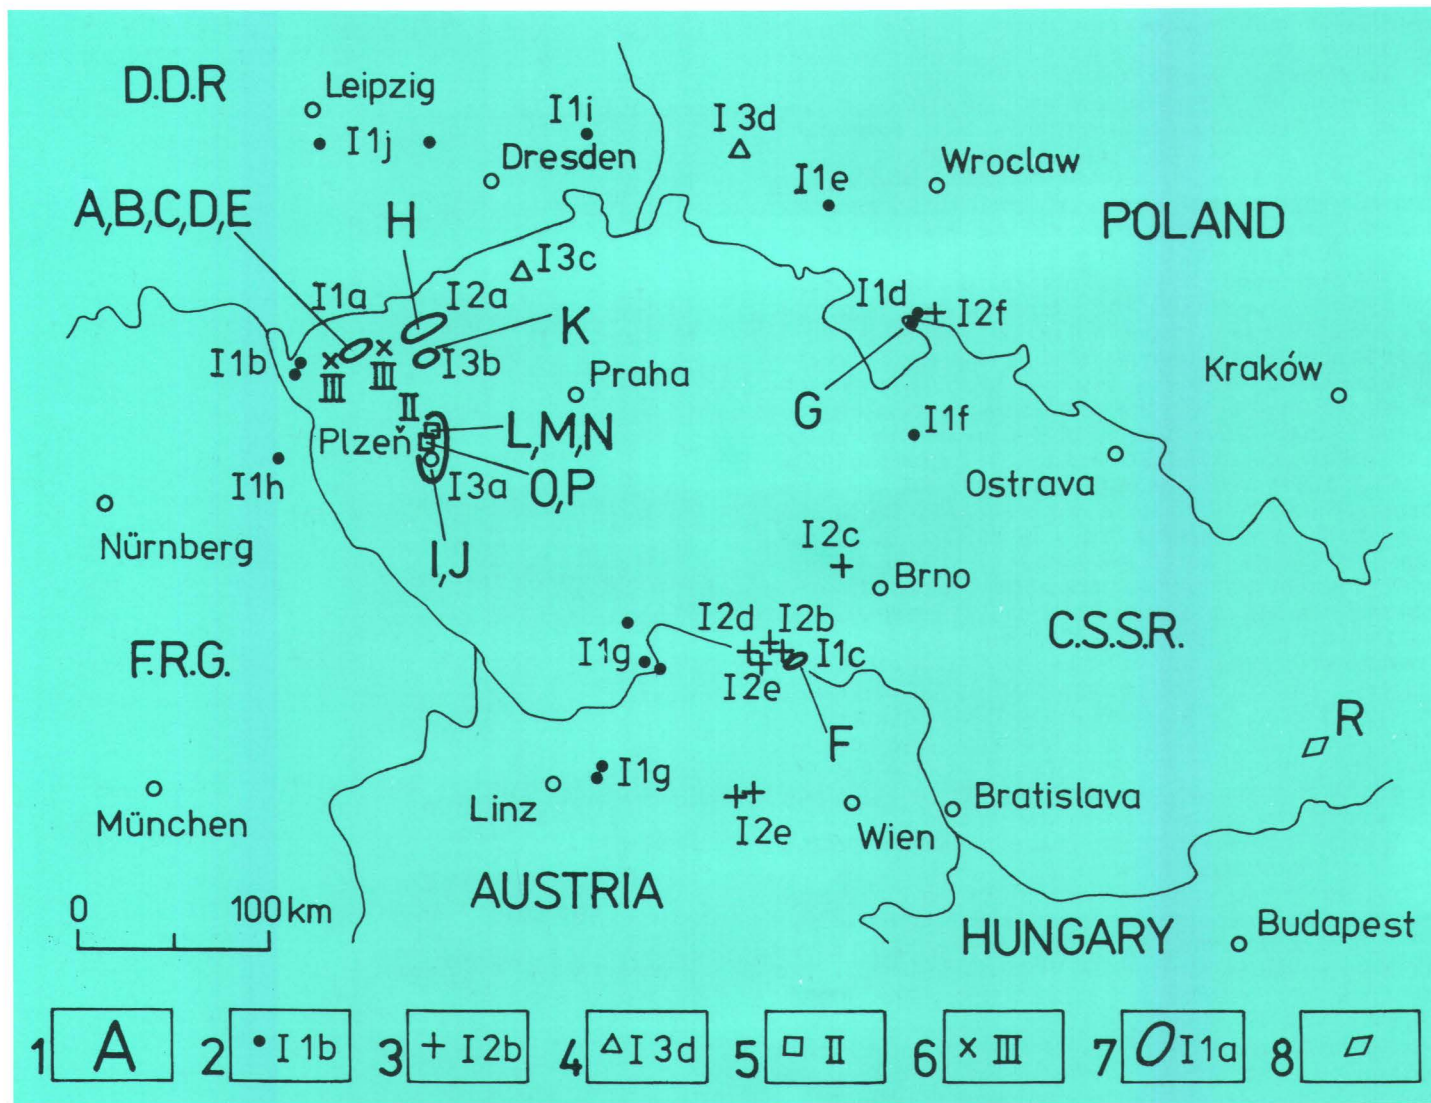 D.D.R
Leipzig
I1j
I1i
Dresden
I3d
I1e
Wroclaw
POLAND
A,B,C,D,E
H
I3c
I1a
I2a
K
I1d
I2f
I1b
III
III
I3b
Praha
G
Kraków
II
Plzeň
L,M,N
I1f
I1h
I3a
O,P
Ostrava
Nürnberg
I,J
I2c
Brno
F.R.G.
I2d
I2b
C.S.S.R.
I1g
I1c
I2e
R
F
München
Linz
I1g
I2e
Wien
Bratislava
AUSTRIA
HUNGARY
Budapest
0 100 km
1 A 2 I1b 3 I2b 4 I3d 5 II 6 III 7 I1a 8